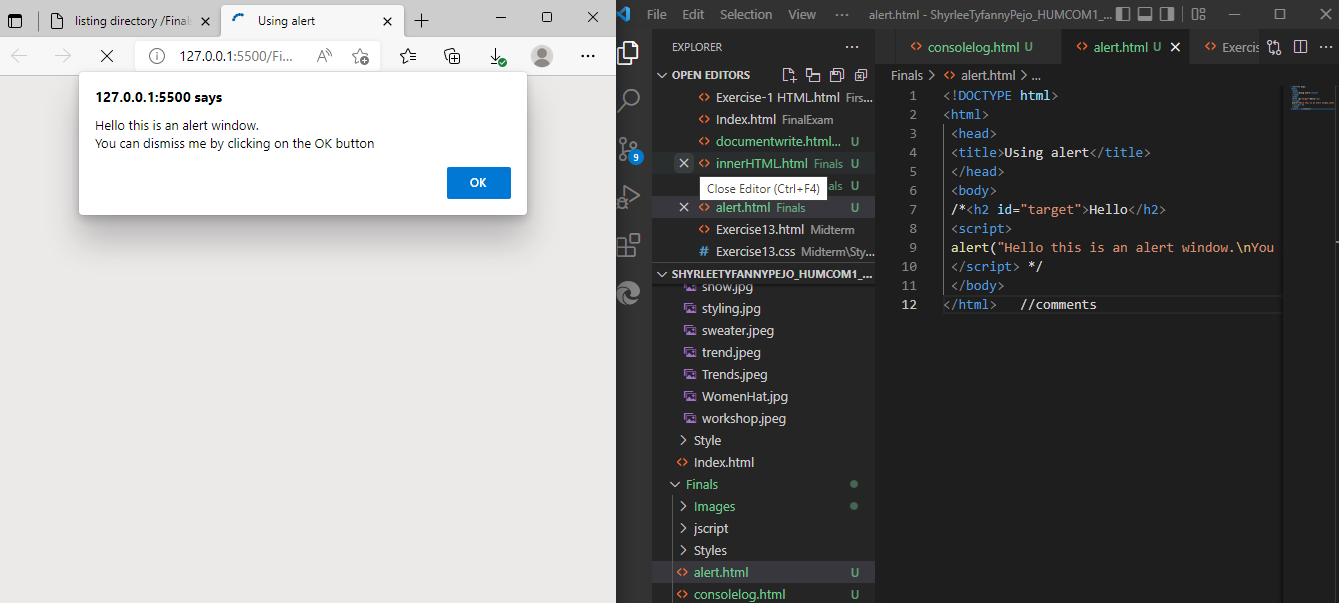 listing directory /Final
Using alert
127.0.0.1:5500/Fi...
127.0.0.1:5500 says
Hello this is an alert window.
You can dismiss me by clicking on the OK button
OK
File Edit Selection View ··· alert.html - ShyrleeTyfannyPejo_HUMCOM1_...
EXPLORER ···
OPEN EDITORS
Exercise-1 HTML.html Firs...
Index.html FinalExam
documentwrite.html... U
innerHTML.html Finals U
Close Editor (Ctrl+F4) als U
alert.html Finals U
Exercise13.html Midterm
Exercise13.css Midterm\Sty...
9
SHYRLEETYFANNYPEJO_HUMCOM1_...
show.jpg
styling.jpg
sweater.jpeg
trend.jpeg
Trends.jpeg
WomenHat.jpg
workshop.jpeg
Style
Index.html
Finals
Images
jscript
Styles
alert.html U
consolelog.html U
consolelog.html U
alert.html U
Exercis
Finals > alert.html > ...
1 <!DOCTYPE html>
2 <html>
3 <head>
4 <title>Using alert</title>
5 </head>
6 <body>
7 /*<h2 id="target">Hello</h2>
8 <script>
9 alert("Hello this is an alert window.\nYou
10 </script> */
11 </body>
12 </html> //comments